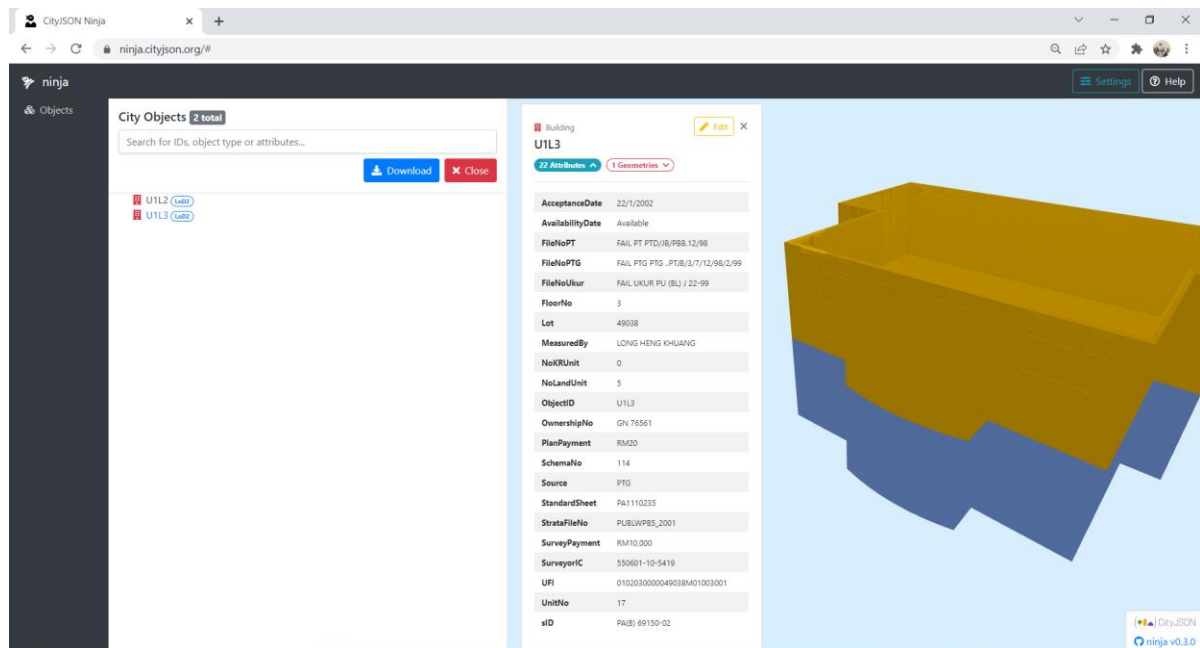 CityJSON Ninja
ninja.cityjson.org/#
ninja
Settings
Help
Objects
City Objects 2 total
Search for IDs, object type or attributes...
Download
Close
U1L2 LoD2
U1L3 LoD2
Building
Edit
U1L3
22 Attributes
1 Geometries
AcceptanceDate 22/1/2002
AvailabilityDate Available
FileNoPT FAIL PT PTD/JB/PBB.12/98
FileNoPTG FAIL PTG PTG ..PTJB/3/7/12/98/2/99
FileNoUkur FAIL UKUR PU (BL) J 22-99
FloorNo 3
Lot 49038
MeasuredBy LONG HENG KHUANG
NoKRUnit 0
NoLandUnit 5
ObjectID U1L3
OwnershipNo GN 76561
PlanPayment RM20
SchemaNo 114
Source PTG
StandardSheet PA1110235
StrataFileNo PUBLWPB5_2001
SurveyPayment RM10,000
SurveyorIC 550601-10-5419
UFI 0102030000049038M01003001
UnitNo 17
sID PA(B) 69150-02
CityJSON
ninja v0.3.0